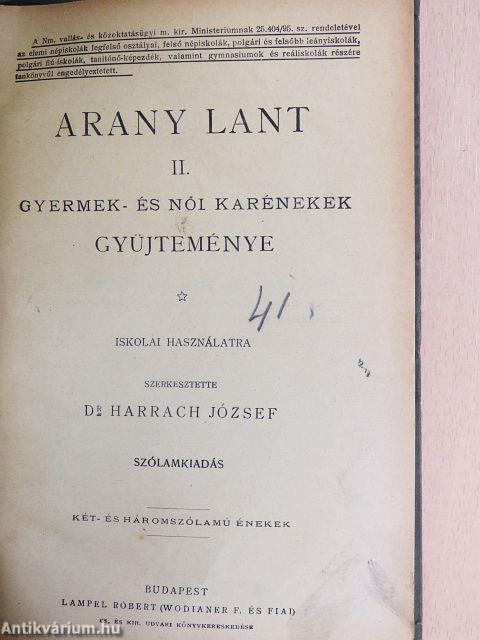 A Nm. vallás- és közoktatásügyi m. kir. Ministeriumnak 25.404/95. sz. rendeletével
az elemi népiskolák legfelső osztályai, felső népiskolák, polgári és felsőbb leányiskolák,
polgári fiú-iskolák, tanítónő-képezdék, valamint gymnasiumok és reáliskolák részére
tankönyvül engedélyeztetett.
ARANY LANT
II.
GYERMEK- ÉS NŐI KARÉNEKEK
GYÜJTEMÉNYE
41.
ISKOLAI HASZNÁLATRA
SZERKESZTETTE
DR HARRACH JÓZSEF
SZÓLAMKIADÁS
KÉT- ÉS HÁROMSZÓLAMÚ ÉNEKEK
BUDAPEST
LAMPEL RÓBERT (WODIANER F. ÉS FIAI)
CS. ÉS KIR. UDVARI KÖNYVKERESKEDÉSE
Antikvárium.hu